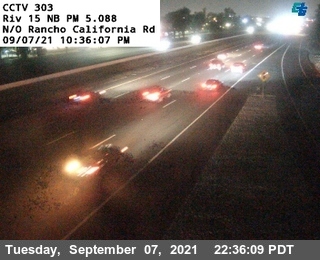 CCTV 303
Riv 15 NB PM 5.088
N/O Rancho California Rd
09/07/21 10:36:07 PM
Tuesday, September 07, 2021 22:36:09 PDT